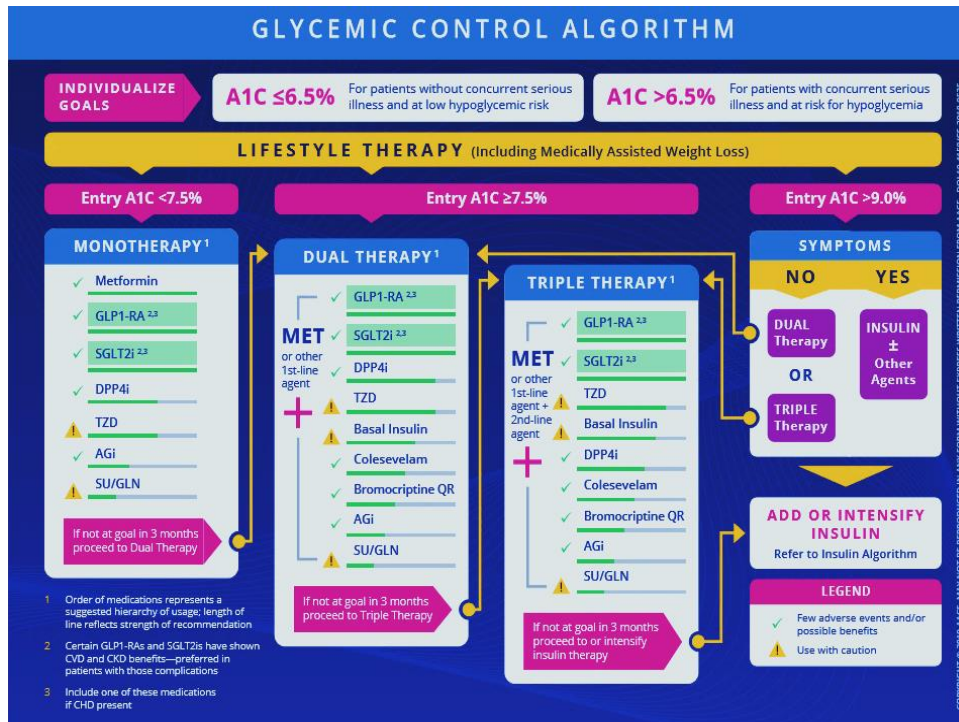 GLYCEMIC CONTROL ALGORITHM
INDIVIDUALIZE
GOALS
A1C ≤6.5%
For patients without concurrent serious
illness and at low hypoglycemic risk
A1C >6.5%
For patients with concurrent serious
illness and at risk for hypoglycemia
LIFESTYLE THERAPY (Including Medically Assisted Weight Loss)
Entry A1C <7.5%
Entry A1C ≥7.5%
Entry A1C >9.0%
MONOTHERAPY¹
Metformin
GLP1-RA ²,³
SGLT2i ²,³
DPP4i
TZD
AGi
SU/GLN
If not at goal in 3 months
proceed to Dual Therapy
DUAL THERAPY¹
MET
or other
1st-line
agent
+
GLP1-RA ²,³
SGLT2i ²,³
DPP4i
TZD
Basal Insulin
Colesevelam
Bromocriptine QR
AGi
SU/GLN
If not at goal in 3 months
proceed to Triple Therapy
TRIPLE THERAPY¹
MET
or other
1st-line
agent +
2nd-line
agent
+
GLP1-RA ²,³
SGLT2i ²,³
TZD
Basal Insulin
DPP4i
Colesevelam
Bromocriptine QR
AGi
SU/GLN
If not at goal in 3 months
proceed to or intensify
insulin therapy
SYMPTOMS
NO YES
DUAL
Therapy
OR
TRIPLE
Therapy
INSULIN
±
Other
Agents
ADD OR INTENSIFY
INSULIN
Refer to Insulin Algorithm
LEGEND
Few adverse events and/or
possible benefits
Use with caution
1 Order of medications represents a
suggested hierarchy of usage; length of
line reflects strength of recommendation
2 Certain GLP1-RAs and SGLT2is have shown
CVD and CKD benefits—preferred in
patients with those complications
3 Include one of these medications
if CHD present